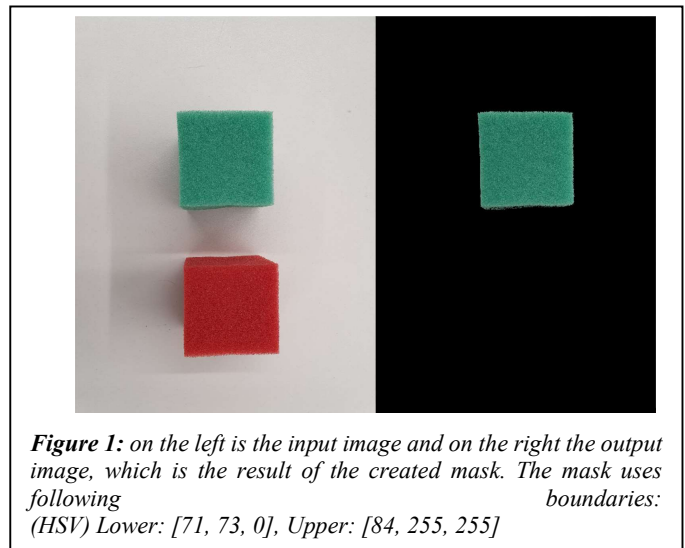 Figure 1: on the left is the input image and on the right the output
image, which is the result of the created mask. The mask uses
following boundaries:
(HSV) Lower: [71, 73, 0], Upper: [84, 255, 255]